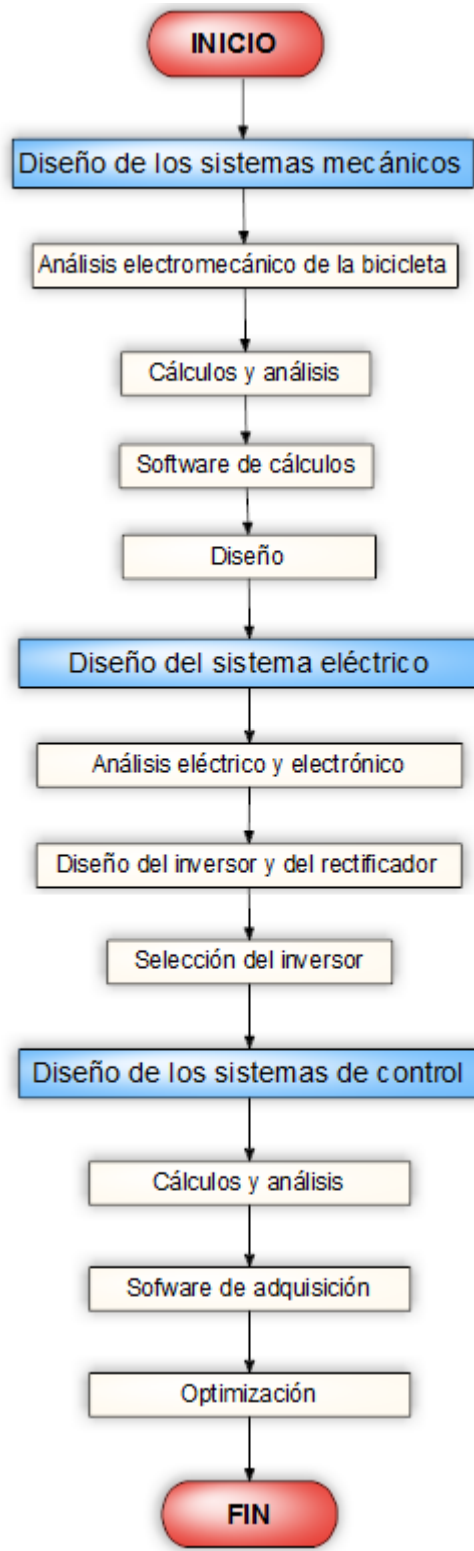 INICIO
Diseño de los sistemas mecánicos
Análisis electromecánico de la bicicleta
Cálculos y análisis
Software de cálculos
Diseño
Diseño del sistema eléctrico
Análisis eléctrico y electrónico
Diseño del inversor y del rectificador
Selección del inversor
Diseño de los sistemas de control
Cálculos y análisis
Sofware de adquisición
Optimización
FIN